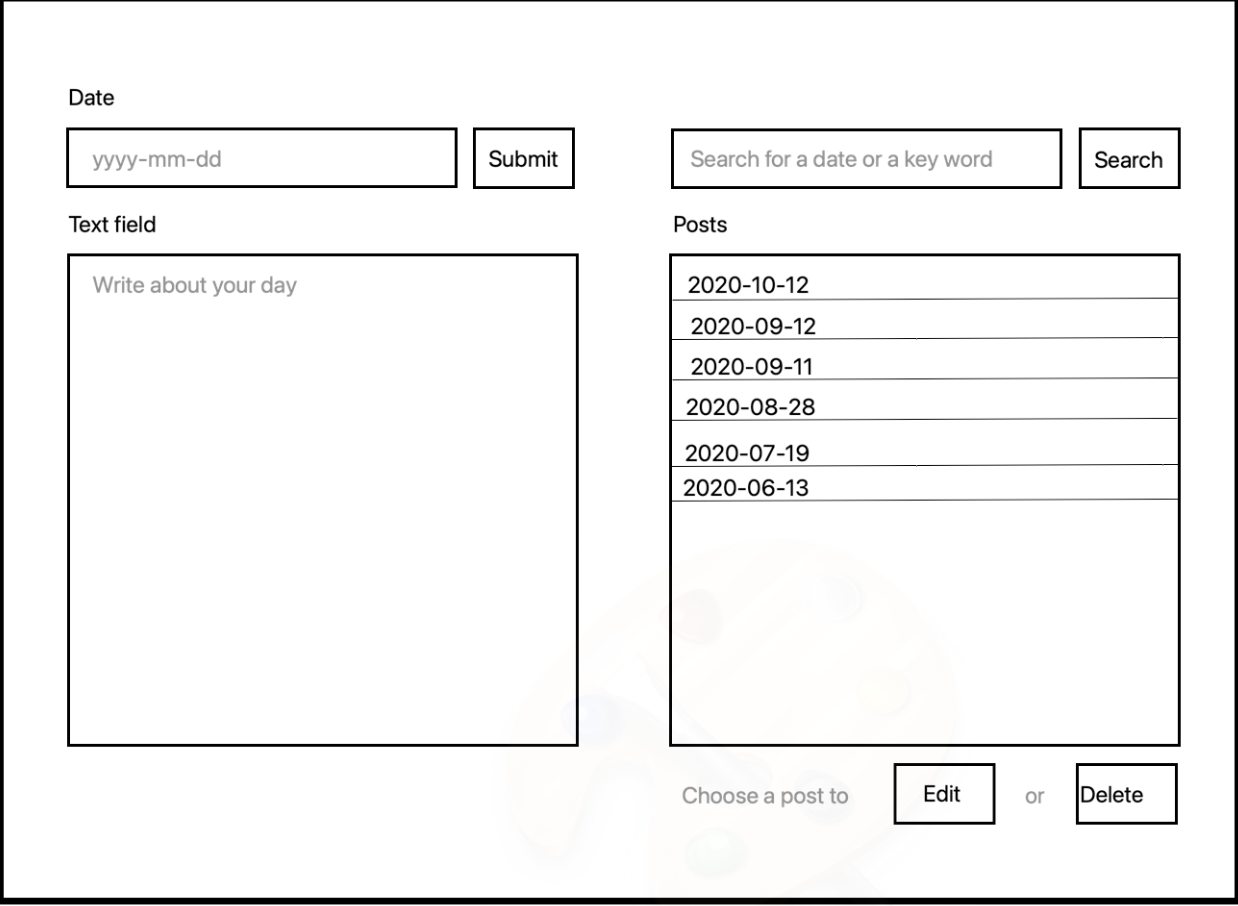 Date
yyyy-mm-dd
Submit
Text field
Write about your day
Search for a date or a key word
Search
Posts
2020-10-12
2020-09-12
2020-09-11
2020-08-28
2020-07-19
2020-06-13
Choose a post to
Edit
or
Delete